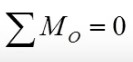 ∑M_O = 0